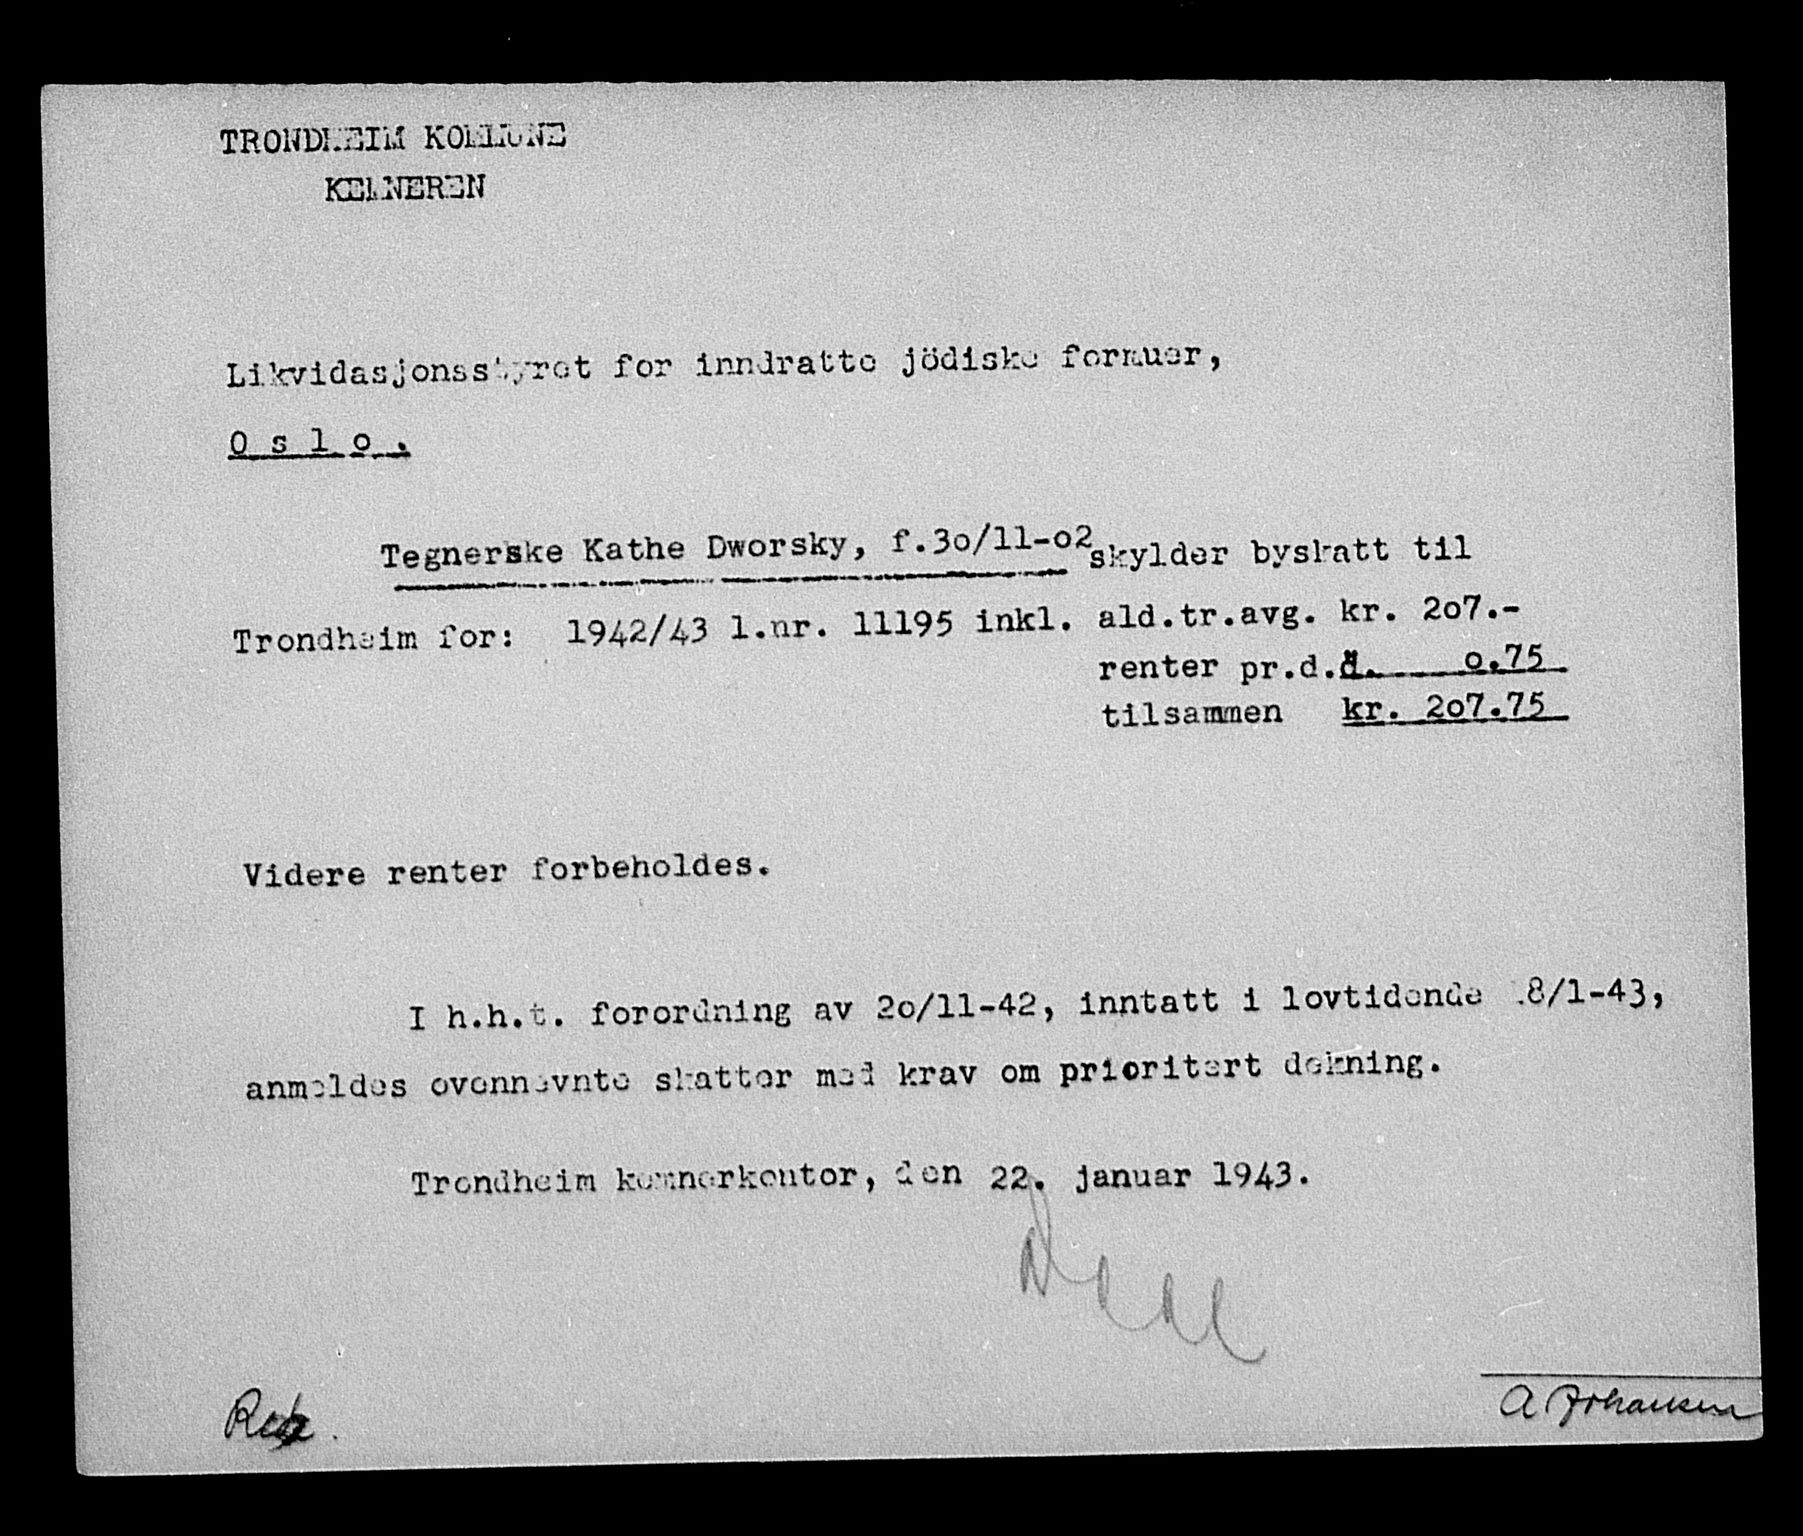 TRONDHEIM KOMMUNE
KEMNEREN
Likvidasjonsstyret for inndratte jödiske formuer,
O s l o .
Tegnerske Kathe Dworsky, f.30/11-02 skylder byskatt til
Trondheim for: 1942/43 l.nr. 11195 inkl. ald.tr.avg. kr. 207.-
renter pr.d.d. 0.75
tilsammen kr. 207.75
Videre renter forbeholdes.
I h.h.t. forordning av 20/11-42, inntatt i lovtidende 8/1-43,
anmeldes ovennevnte skatter med krav om prioritert dekning.
Trondheim kemnerkontor, den 22. januar 1943.
A Johansen